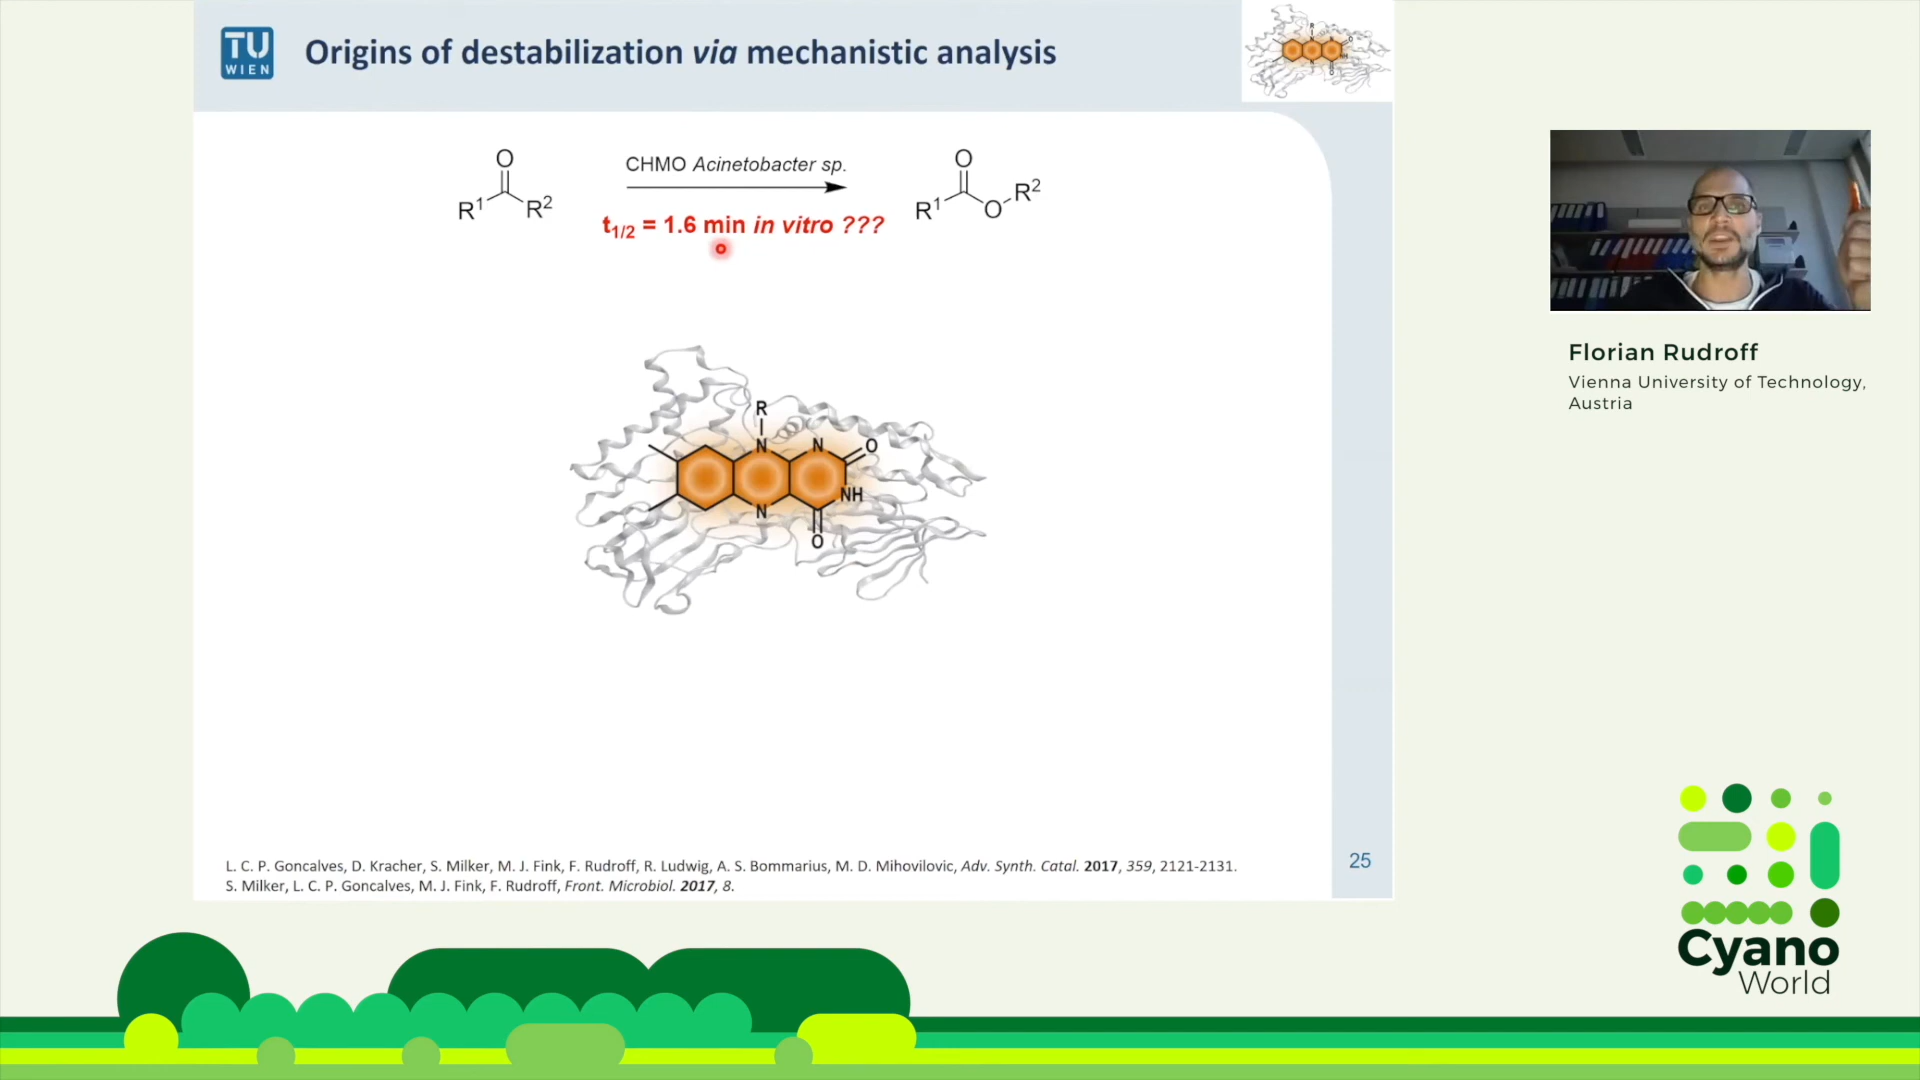 TU
WIEN
Origins of destabilization via mechanistic analysis
O
R¹
R²
CHMO Acinetobacter sp.
t1/2 = 1.6 min in vitro ???
O
R¹
O
R²
R
N
N
O
NH
N
O
Florian Rudroff
Vienna University of Technology,
Austria
L. C. P. Goncalves, D. Kracher, S. Milker, M. J. Fink, F. Rudroff, R. Ludwig, A. S. Bommarius, M. D. Mihovilovic, Adv. Synth. Catal. 2017, 359, 2121-2131.
S. Milker, L. C. P. Goncalves, M. J. Fink, F. Rudroff, Front. Microbiol. 2017, 8.
25
Cyano
World